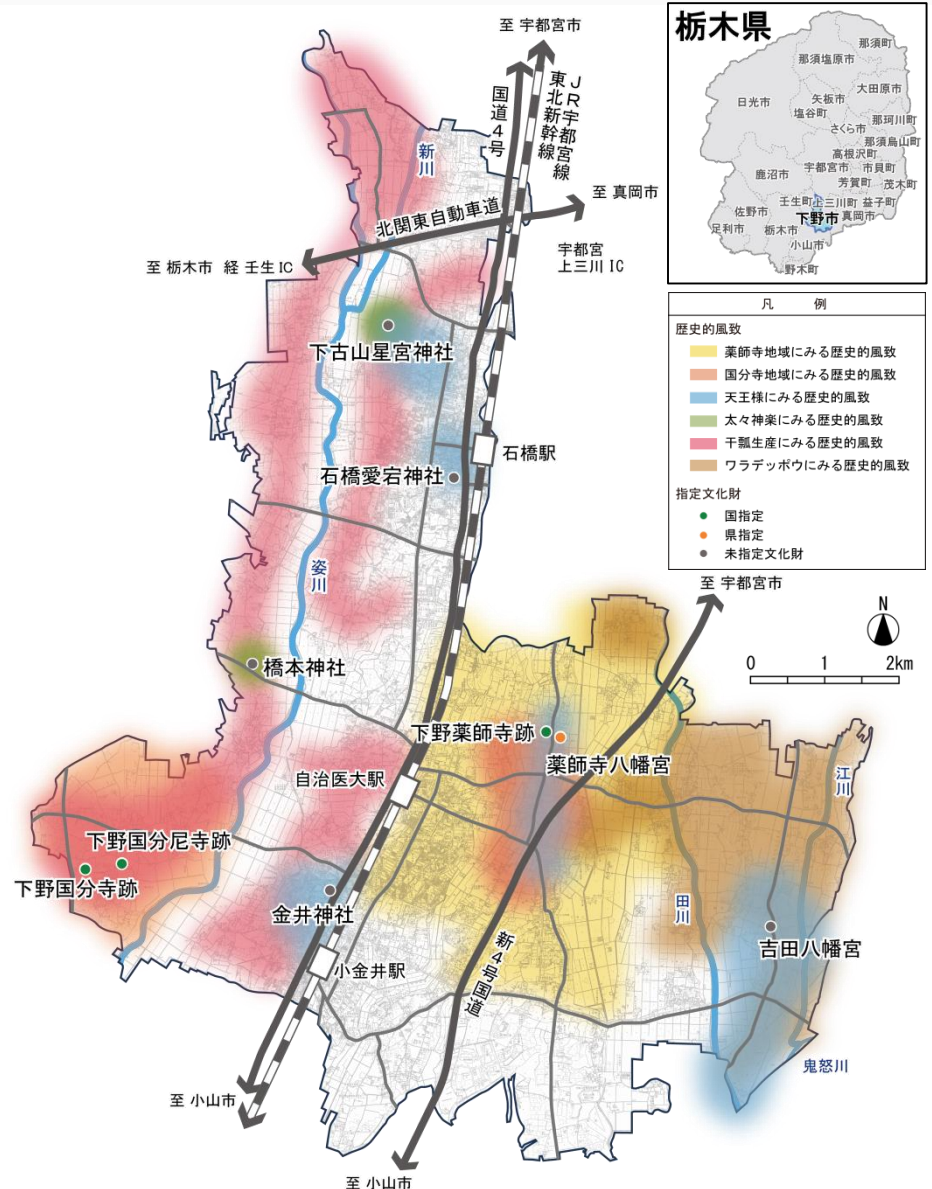 至 宇都宮市
国道4号
東北新幹線
JR宇都宮線
新川
北関東自動車道
至 真岡市
至 栃木市 経 壬生IC
宇都宮
上三川IC
下古山星宮神社
石橋駅
石橋愛宕神社
姿川
橋本神社
自治医大駅
下野薬師寺跡
薬師寺八幡宮
下野国分尼寺跡
下野国分寺跡
金井神社
小金井駅
新4号国道
田川
江川
吉田八幡宮
鬼怒川
至 小山市
至 小山市
至 宇都宮市
N
0 1 2km
栃木県
那須町
那須塩原市
大田原市
日光市
矢板市
塩谷町
那珂川町
さくら市
那須烏山町
高根沢町
鹿沼市
宇都宮市
市貝町
芳賀町
茂木町
壬生町
上三川町
益子町
佐野市
下野市
真岡市
足利市
栃木市
小山市
野木町
凡 例
歴史的風致
薬師寺地域にみる歴史的風致
国分寺地域にみる歴史的風致
天王様にみる歴史的風致
太々神楽にみる歴史的風致
干瓢生産にみる歴史的風致
ワラデッポウにみる歴史的風致
指定文化財
国指定
県指定
未指定文化財